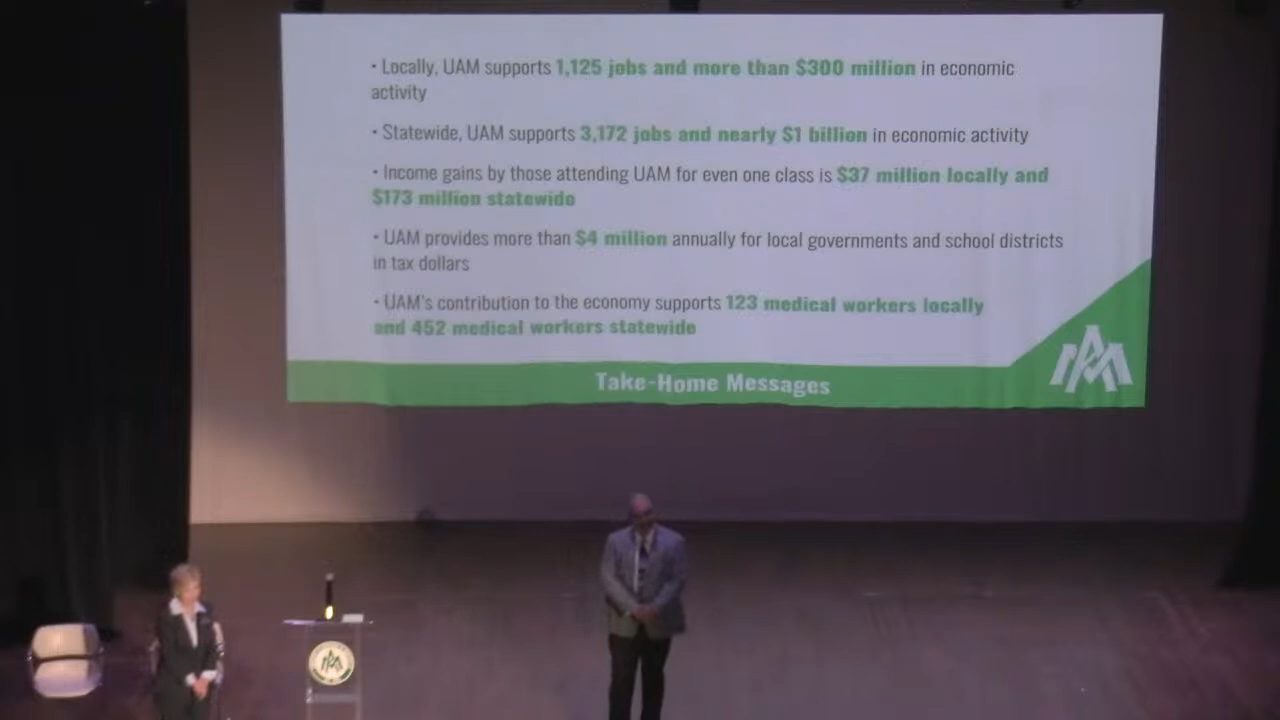 • Locally, UAM supports 1,125 jobs and more than $300 million in economic
activity
• Statewide, UAM supports 3,172 jobs and nearly $1 billion in economic activity
• Income gains by those attending UAM for even one class is $37 million locally and
$173 million statewide
• UAM provides more than $4 million annually for local governments and school districts
in tax dollars
• UAM's contribution to the economy supports 123 medical workers locally
and 452 medical workers statewide
Take-Home Messages